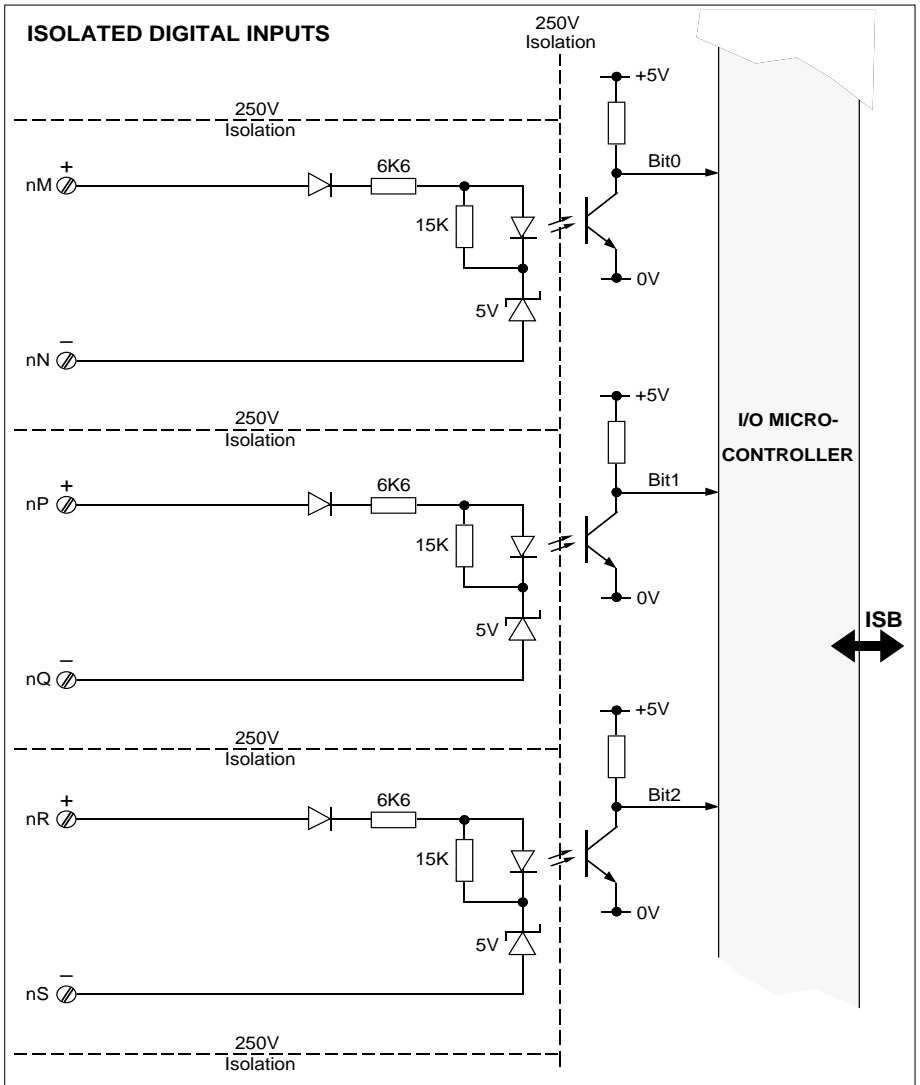 ISOLATED DIGITAL INPUTS
250V
Isolation
+5V
250V
Isolation
Bit0
nM
+
6K6
15K
0V
5V
nN
−
+5V
250V
Isolation
I/O MICRO-
CONTROLLER
Bit1
nP
+
6K6
15K
0V
5V
ISB
nQ
−
+5V
250V
Isolation
Bit2
nR
+
6K6
15K
0V
5V
nS
−
250V
Isolation